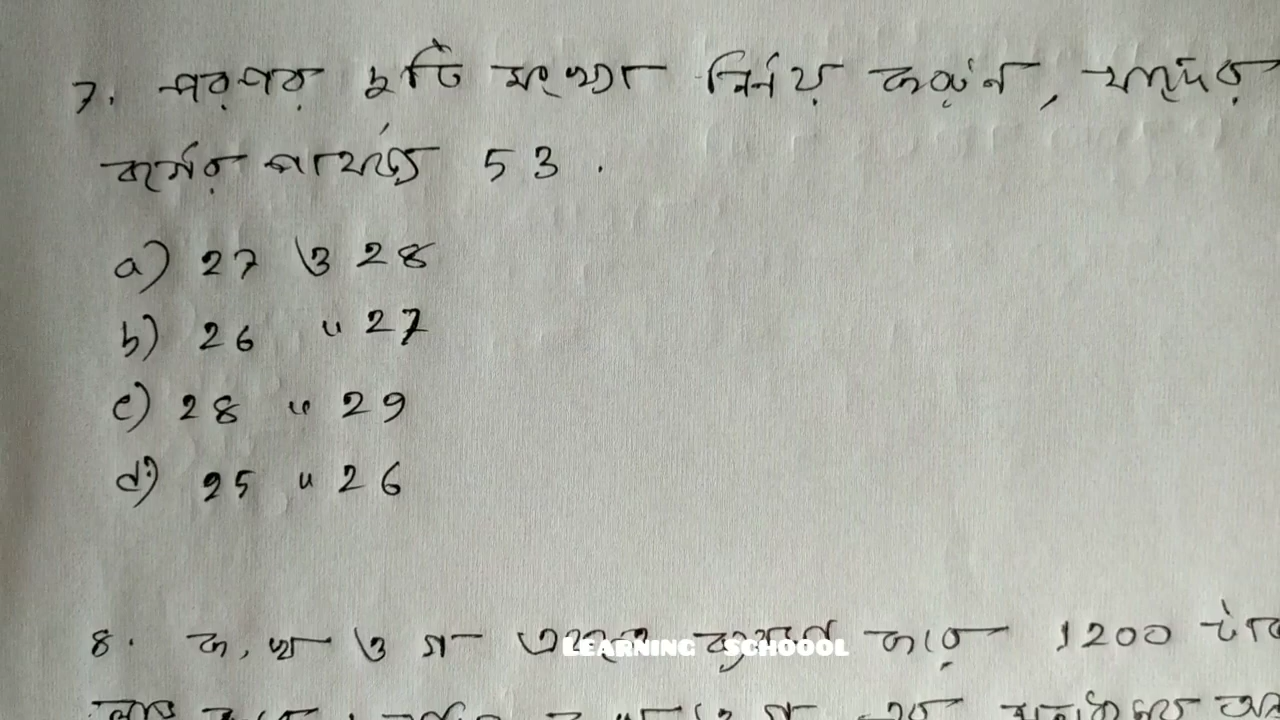 7. পরপর দুটি সংখ্যা নির্নয় করুন, যাদের
বর্গের পার্থক্য 53.
a) 27 ও 28
b) 26 " 27
c) 28 " 29
d) 25 " 26
8. ক, খ ও গ একত্রে ব্যবসা করে 1200 টাকা
LEARNING SCHOOOL